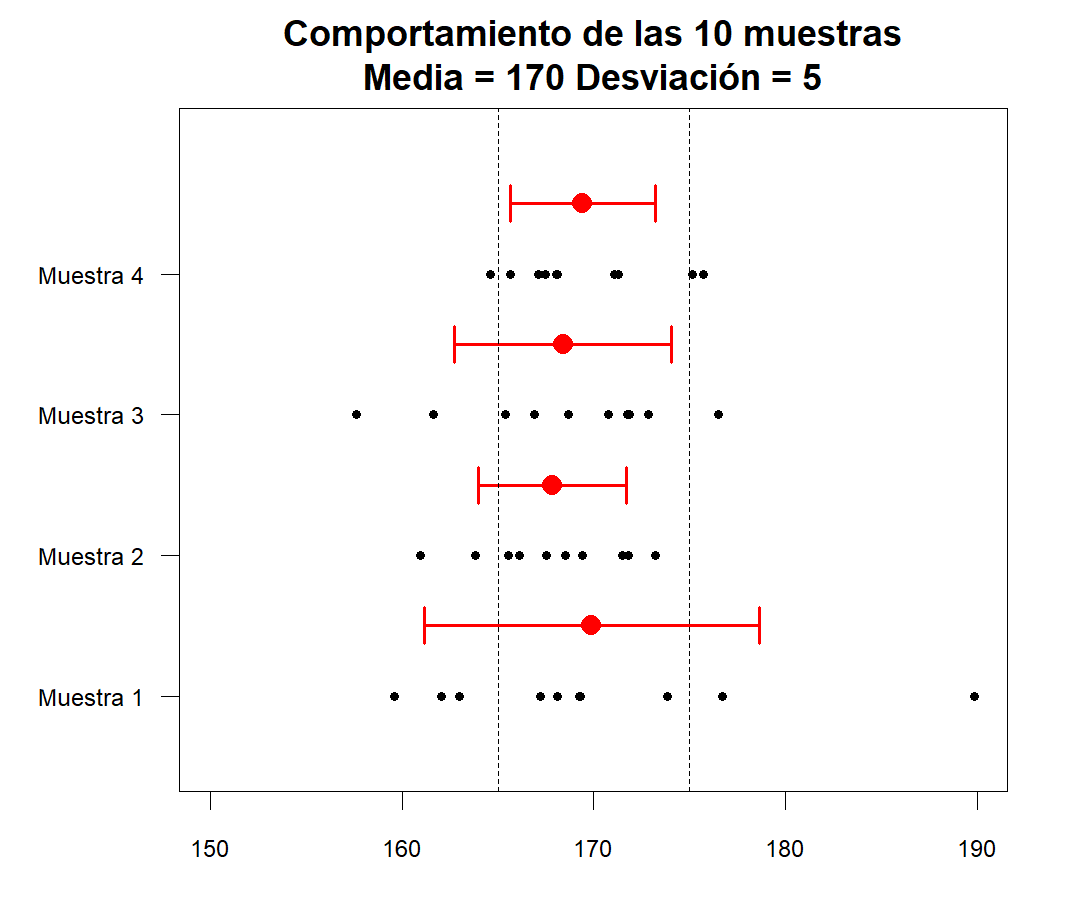 Comportamiento de las 10 muestras
Media = 170 Desviación = 5
Muestra 4
Muestra 3
Muestra 2
Muestra 1
150 160 170 180 190